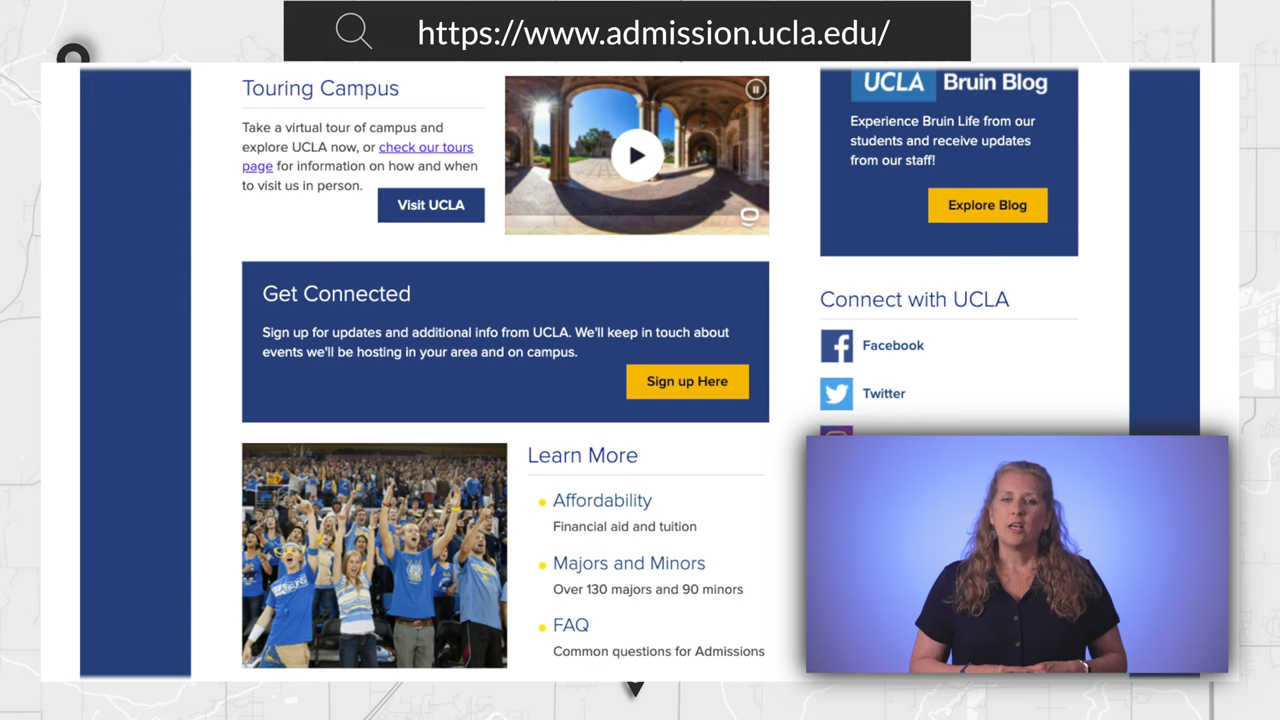 https://www.admission.ucla.edu/
Touring Campus
Take a virtual tour of campus and
explore UCLA now, or check our tours
page for information on how and when
to visit us in person.
Visit UCLA
UCLA Bruin Blog
Experience Bruin Life from our
students and receive updates
from our staff!
Explore Blog
Get Connected
Sign up for updates and additional info from UCLA. We'll keep in touch about
events we'll be hosting in your area and on campus.
Sign up Here
Connect with UCLA
Facebook
Twitter
Learn More
Affordability
Financial aid and tuition
Majors and Minors
Over 130 majors and 90 minors
FAQ
Common questions for Admissions